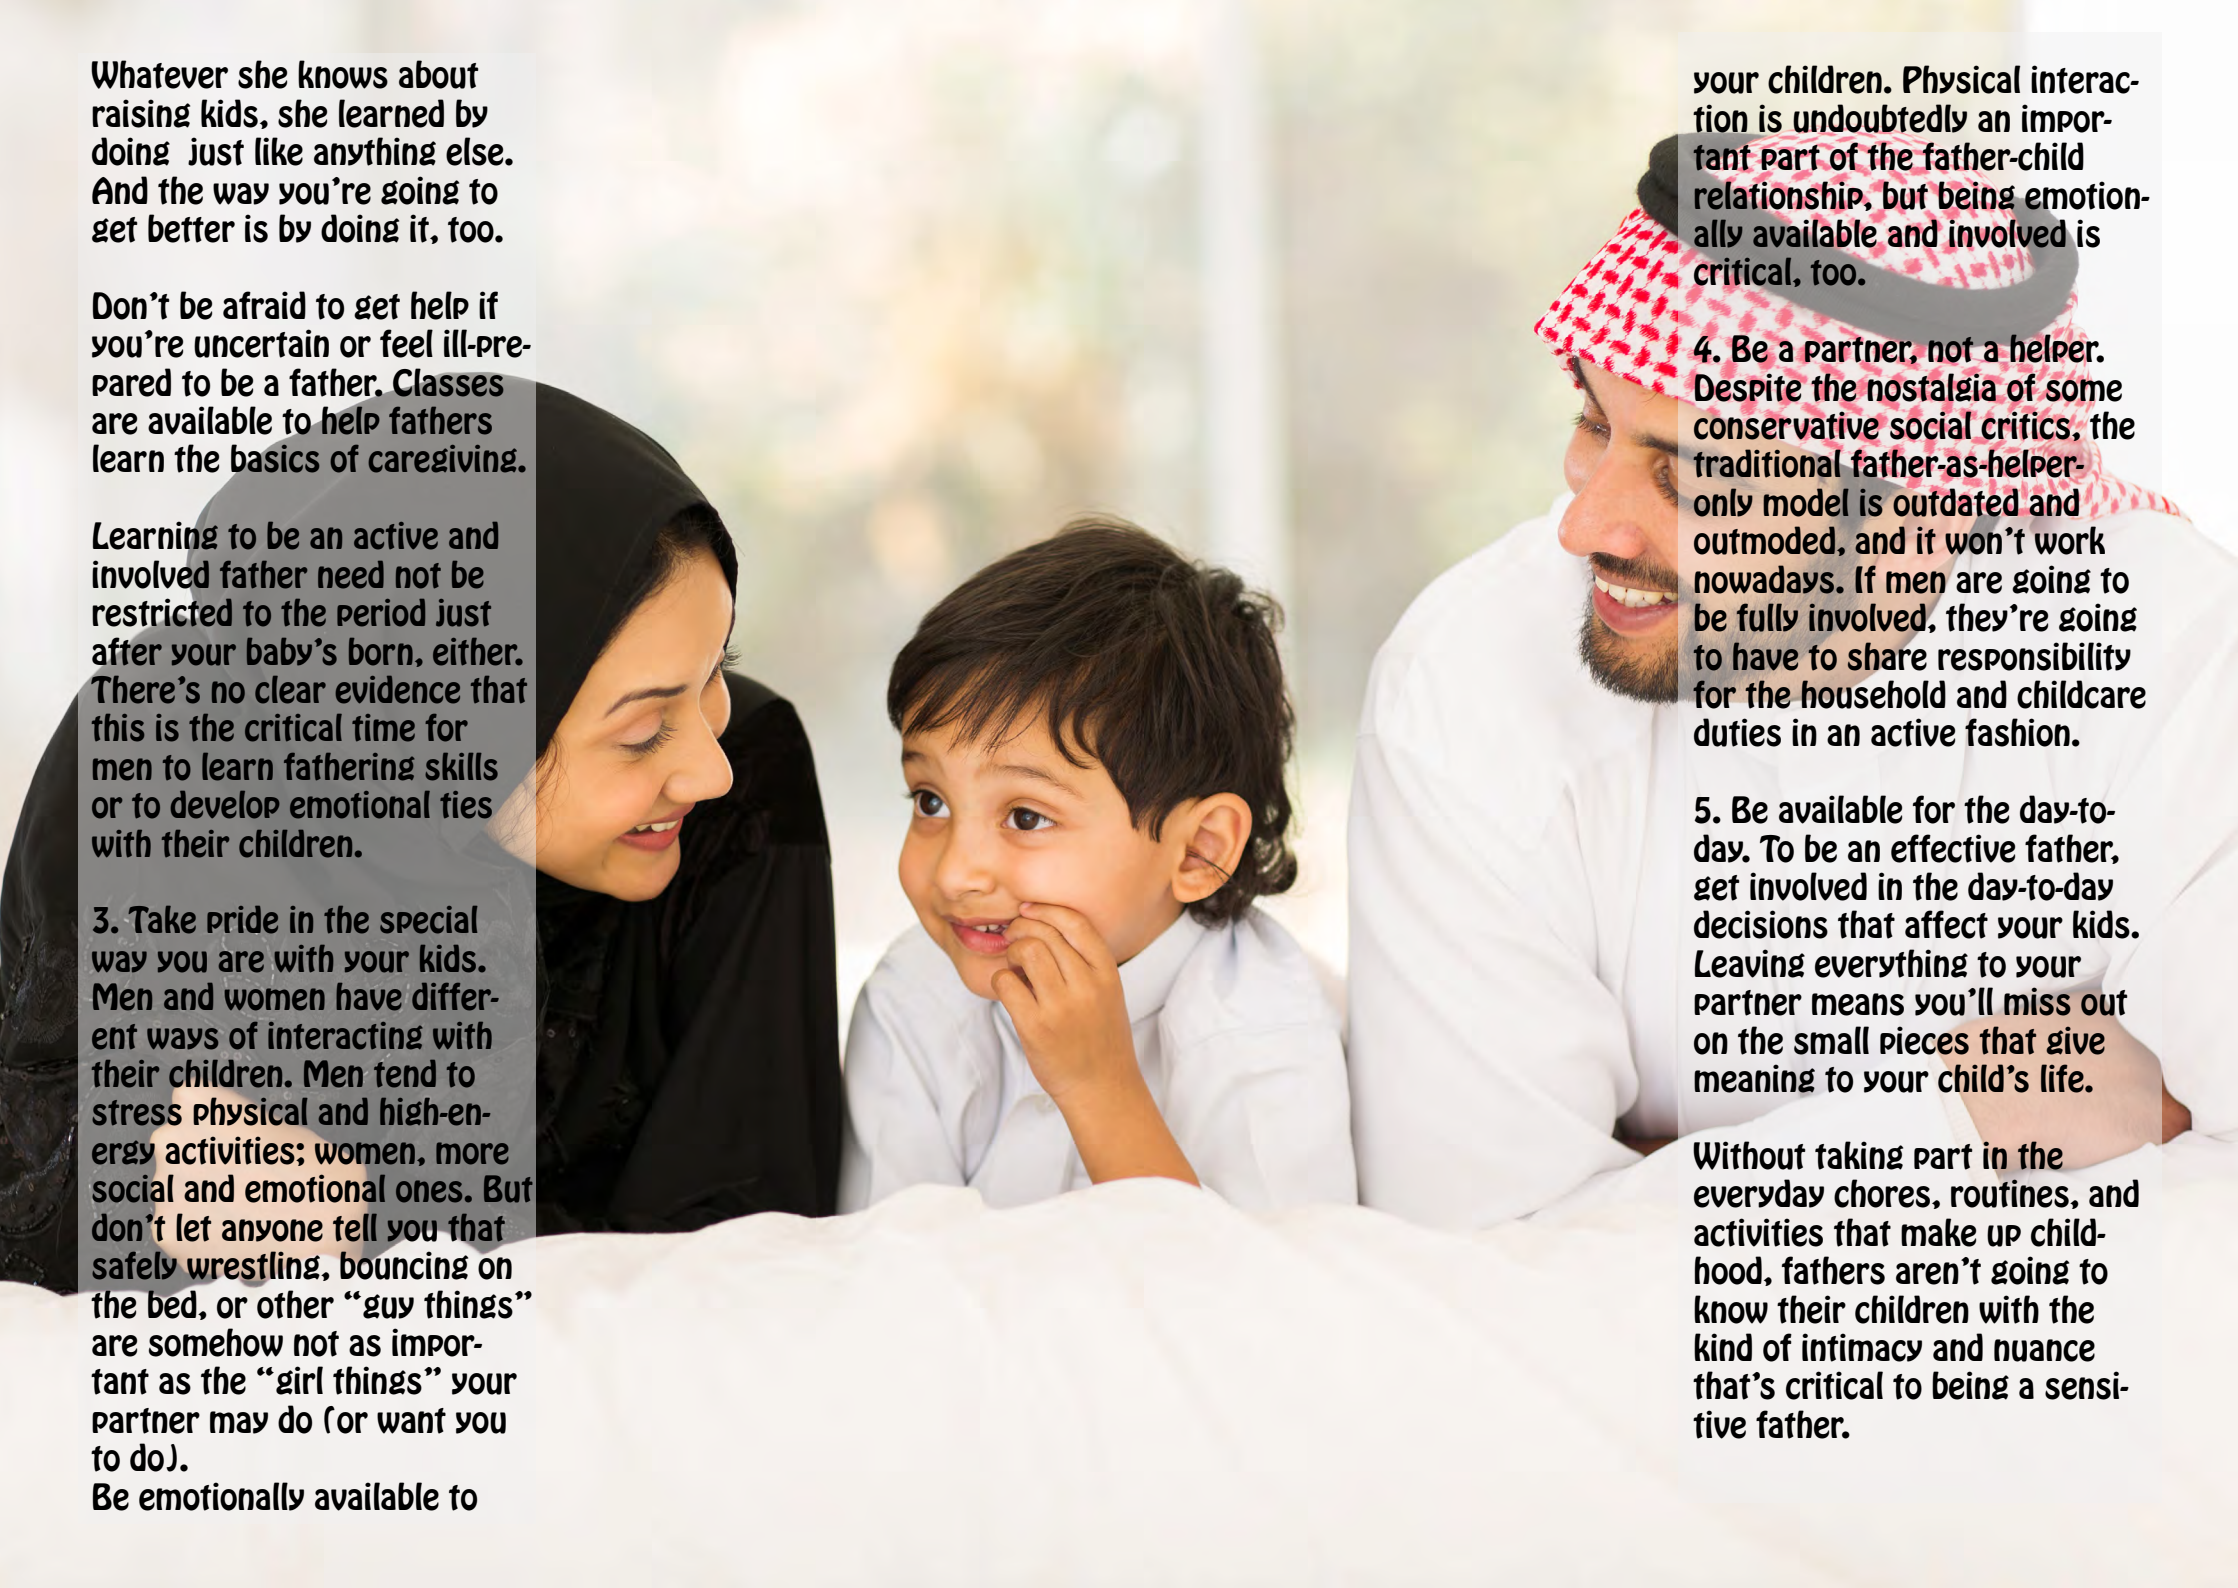 Whatever she knows about
raising kids, she learned by
doing  just like anything else.
And the way you're going to
get better is by doing it, too.
Don't be afraid to get help if
you're uncertain or feel ill-pre-
pared to be a father. Classes
are available to help fathers
learn the basics of caregiving.
Learning to be an active and
involved father need not be
restricted to the period just
after your baby's born, either.
There's no clear evidence that
this is the critical time for
men to learn fathering skills
or to develop emotional ties
with their children.
3. Take pride in the special
way you are with your kids.
Men and women have differ-
ent ways of interacting with
their children. Men tend to
stress physical and high-en-
ergy activities; women, more
social and emotional ones. But
don't let anyone tell you that
safely wrestling, bouncing on
the bed, or other “guy things”
are somehow not as impor-
tant as the “girl things” your
partner may do (or want you
to do).
Be emotionally available to
your children. Physical interac-
tion is undoubtedly an impor-
tant part of the father-child
relationship, but being emotion-
ally available and involved is
critical, too.
4. Be a partner, not a helper.
Despite the nostalgia of some
conservative social critics, the
traditional father-as-helper-
only model is outdated and
outmoded, and it won't work
nowadays. If men are going to
be fully involved, they're going
to have to share responsibility
for the household and childcare
duties in an active fashion.
5. Be available for the day-to-
day. To be an effective father,
get involved in the day-to-day
decisions that affect your kids.
Leaving everything to your
partner means you'll miss out
on the small pieces that give
meaning to your child's life.
Without taking part in the
everyday chores, routines, and
activities that make up child-
hood, fathers aren't going to
know their children with the
kind of intimacy and nuance
that's critical to being a sensi-
tive father.